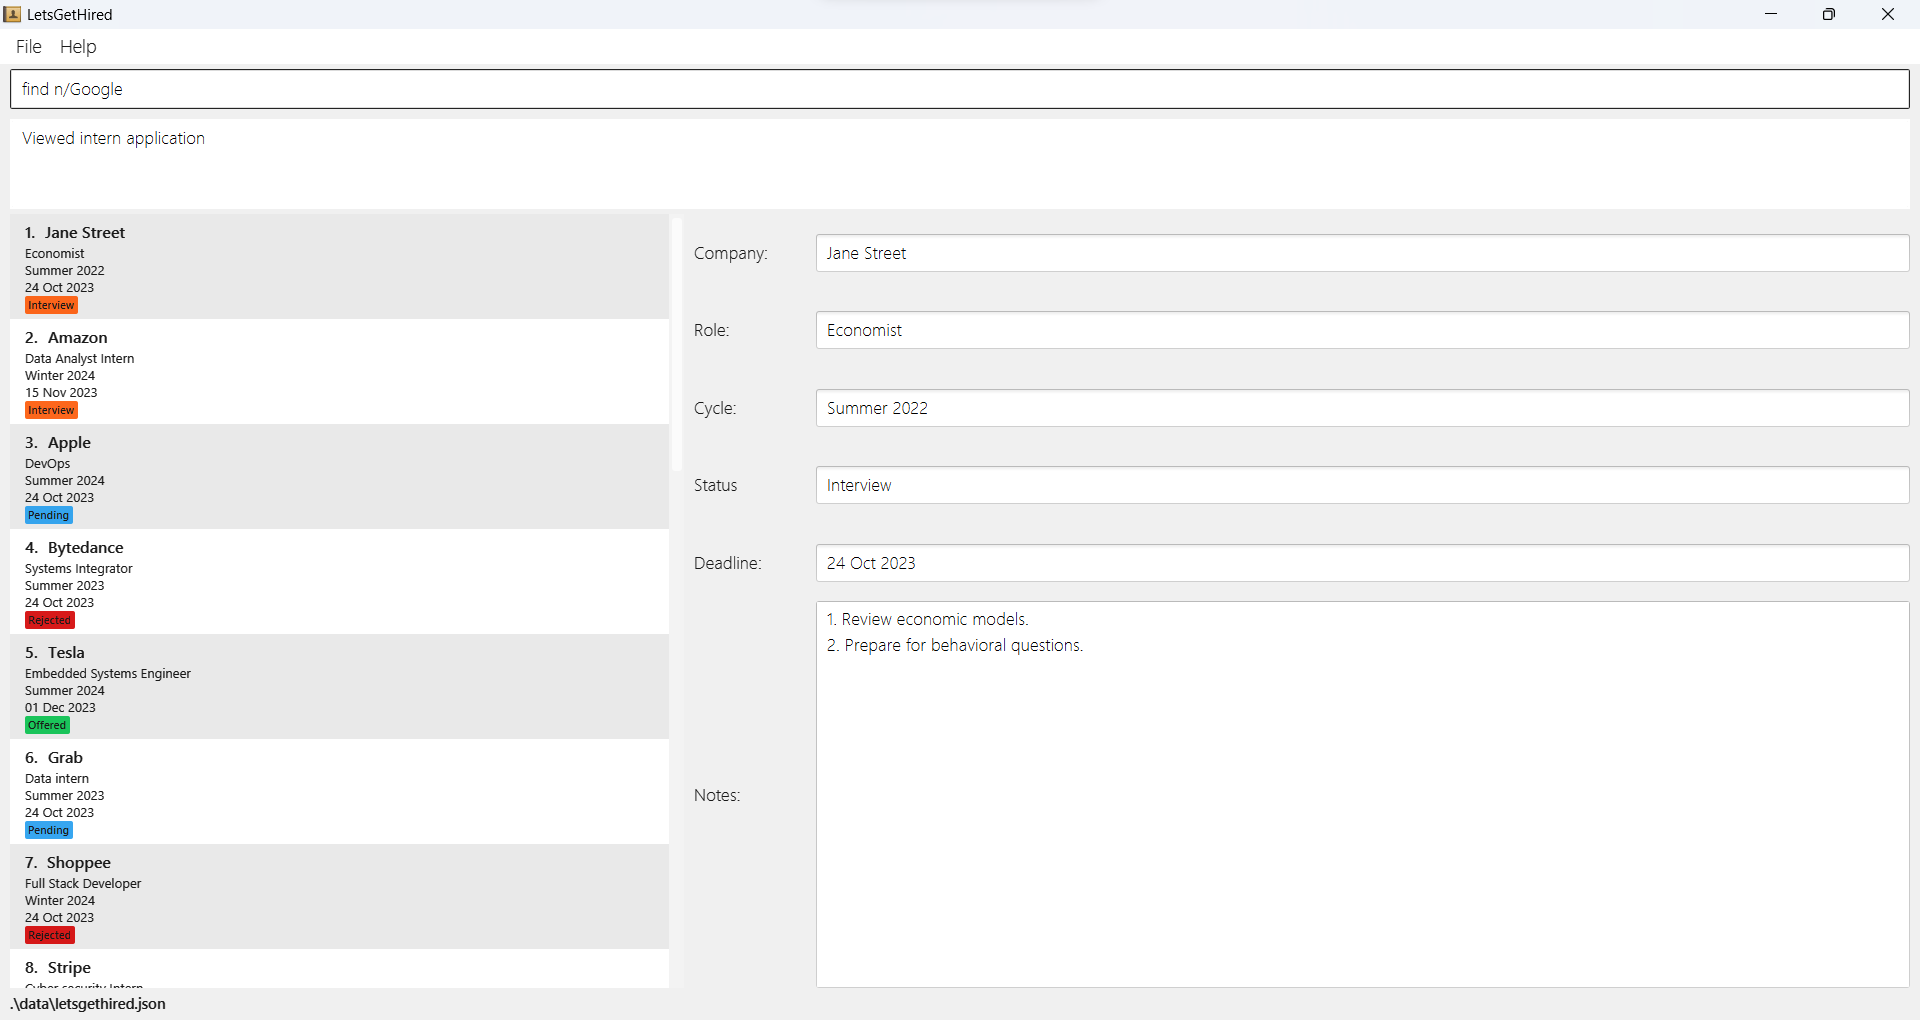 LetsGetHired
File Help
find n/Google
Viewed intern application
1. Jane Street
Economist
Summer 2022
24 Oct 2023
Interview
2. Amazon
Data Analyst Intern
Winter 2024
15 Nov 2023
Interview
3. Apple
DevOps
Summer 2024
24 Oct 2023
Pending
4. Bytedance
Systems Integrator
Summer 2023
24 Oct 2023
Rejected
5. Tesla
Embedded Systems Engineer
Summer 2024
01 Dec 2023
Offered
6. Grab
Data intern
Summer 2023
24 Oct 2023
Pending
7. Shoppee
Full Stack Developer
Winter 2024
24 Oct 2023
Rejected
8. Stripe
Cyber security Intern
Company: Jane Street
Role: Economist
Cycle: Summer 2022
Status Interview
Deadline: 24 Oct 2023
Notes:
1. Review economic models.
2. Prepare for behavioral questions.
.\data\letsgethired.json